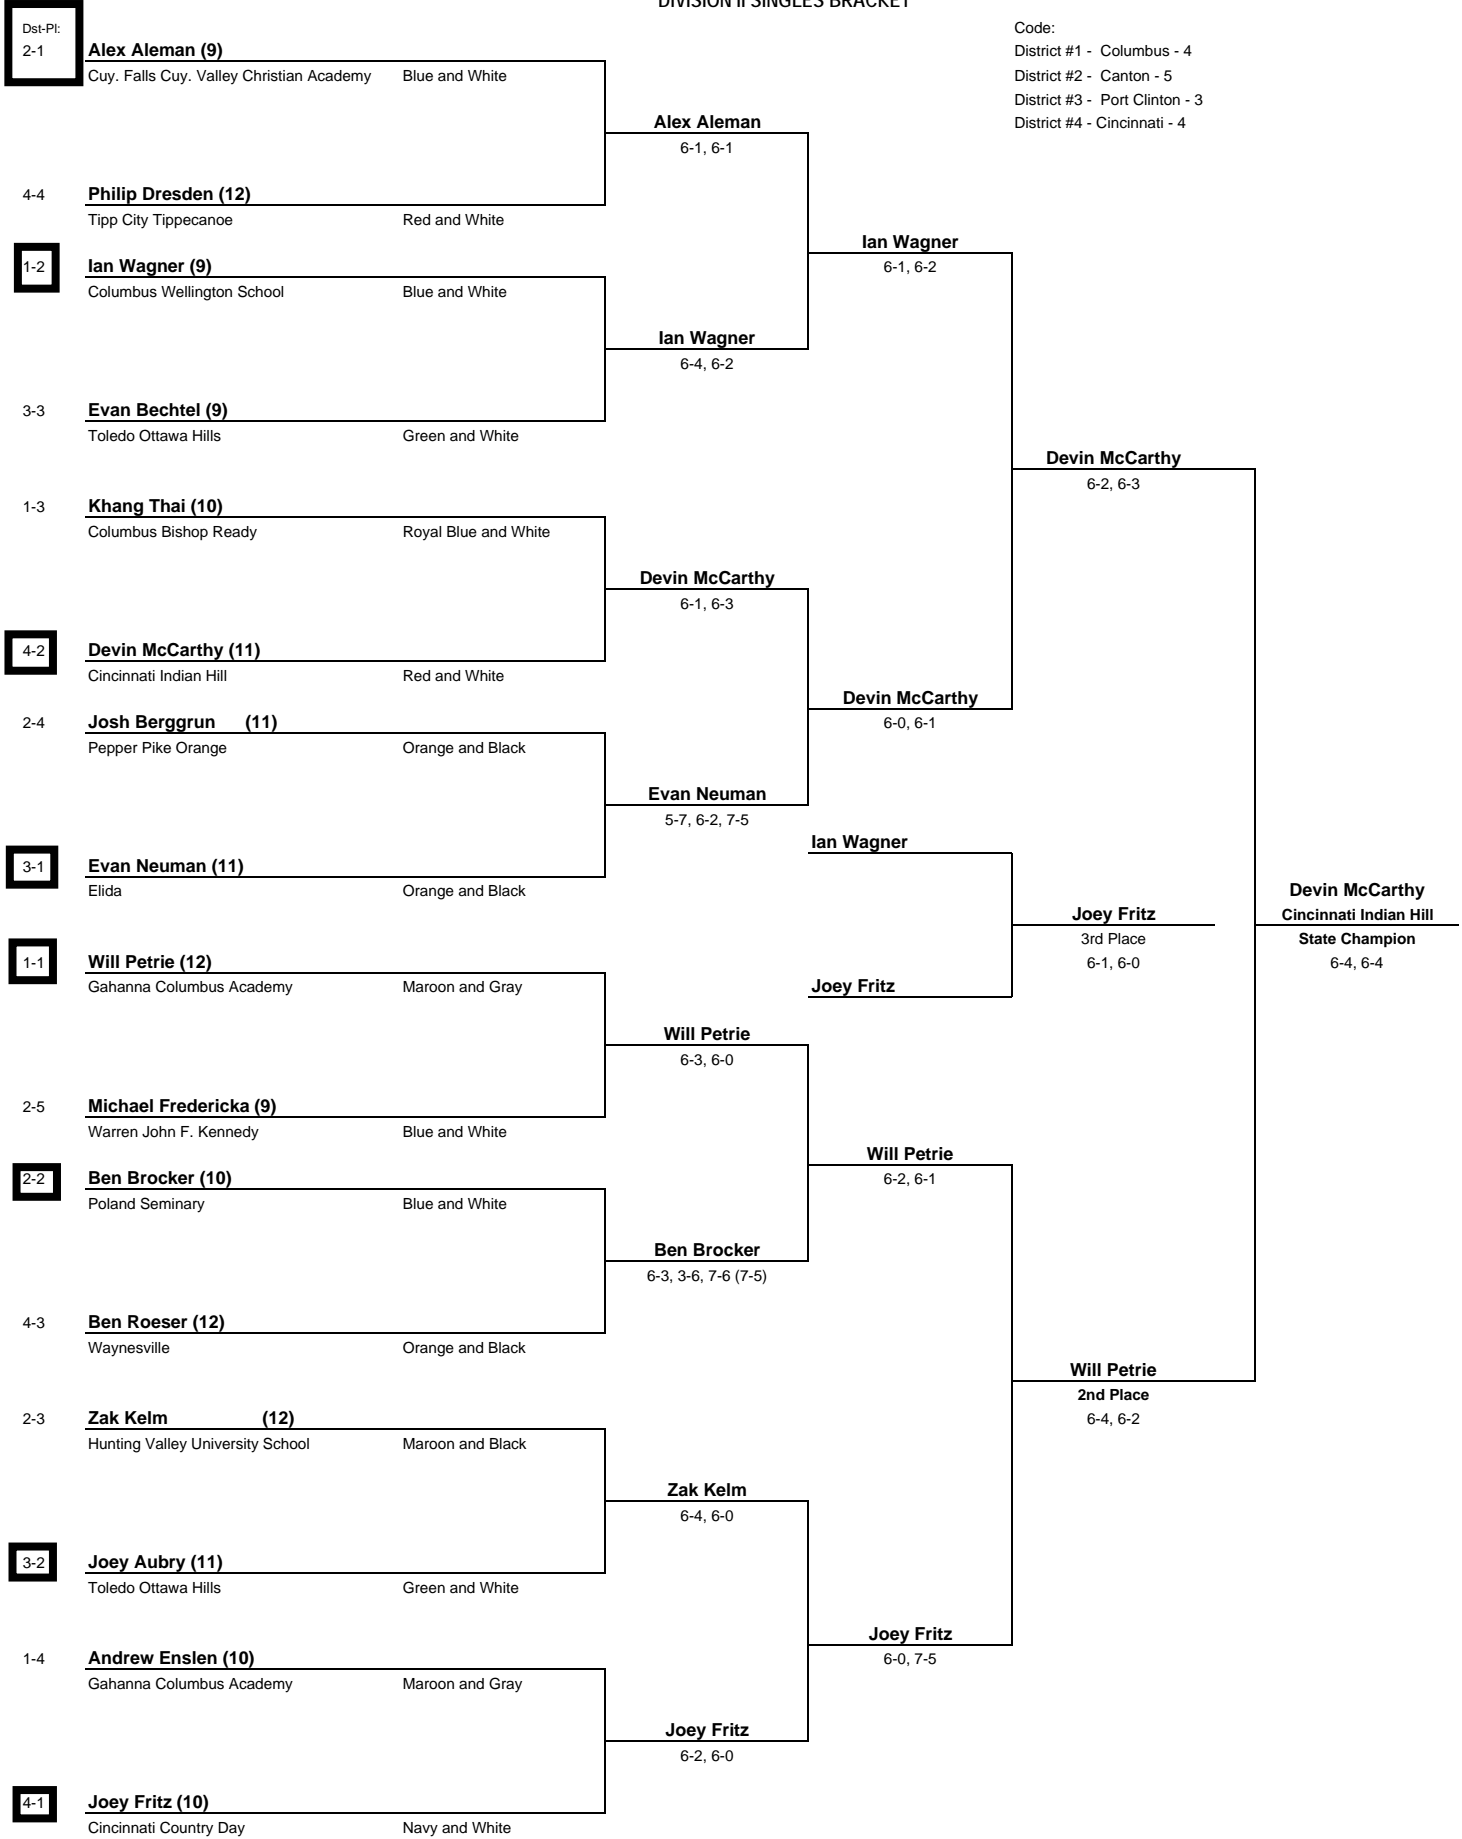 DIVISION II SINGLES BRACKET
Dst-Pl:
Code:
2-1 Alex Aleman (9)
District #1 - Columbus - 4
Cuy. Falls Cuy. Valley Christian Academy Blue and White
District #2 - Canton - 5
District #3 - Port Clinton - 3
Alex Aleman
District #4 - Cincinnati - 4
6-1, 6-1
4-4 Philip Dresden (12)
Tipp City Tippecanoe Red and White
Ian Wagner
1-2 Ian Wagner (9)
6-1, 6-2
Columbus Wellington School Blue and White
Ian Wagner
6-4, 6-2
3-3 Evan Bechtel (9)
Toledo Ottawa Hills Green and White
Devin McCarthy
6-2, 6-3
1-3 Khang Thai (10)
Columbus Bishop Ready Royal Blue and White
Devin McCarthy
6-1, 6-3
4-2 Devin McCarthy (11)
Cincinnati Indian Hill Red and White
Devin McCarthy
2-4 Josh Berggrun (11)
6-0, 6-1
Pepper Pike Orange Orange and Black
Evan Neuman
5-7, 6-2, 7-5
Ian Wagner
3-1 Evan Neuman (11)
Elida Orange and Black
Devin McCarthy
Joey Fritz
Cincinnati Indian Hill
3rd Place
State Champion
1-1 Will Petrie (12)
6-1, 6-0
6-4, 6-4
Gahanna Columbus Academy Maroon and Gray
Joey Fritz
Will Petrie
6-3, 6-0
2-5 Michael Fredericka (9)
Warren John F. Kennedy Blue and White
Will Petrie
2-2 Ben Brocker (10)
6-2, 6-1
Poland Seminary Blue and White
Ben Brocker
6-3, 3-6, 7-6 (7-5)
4-3 Ben Roeser (12)
Waynesville Orange and Black
Will Petrie
2nd Place
2-3 Zak Kelm (12)
6-4, 6-2
Hunting Valley University School Maroon and Black
Zak Kelm
6-4, 6-0
3-2 Joey Aubry (11)
Toledo Ottawa Hills Green and White
Joey Fritz
1-4 Andrew Enslen (10)
6-0, 7-5
Gahanna Columbus Academy Maroon and Gray
Joey Fritz
6-2, 6-0
4-1 Joey Fritz (10)
Cincinnati Country Day Navy and White